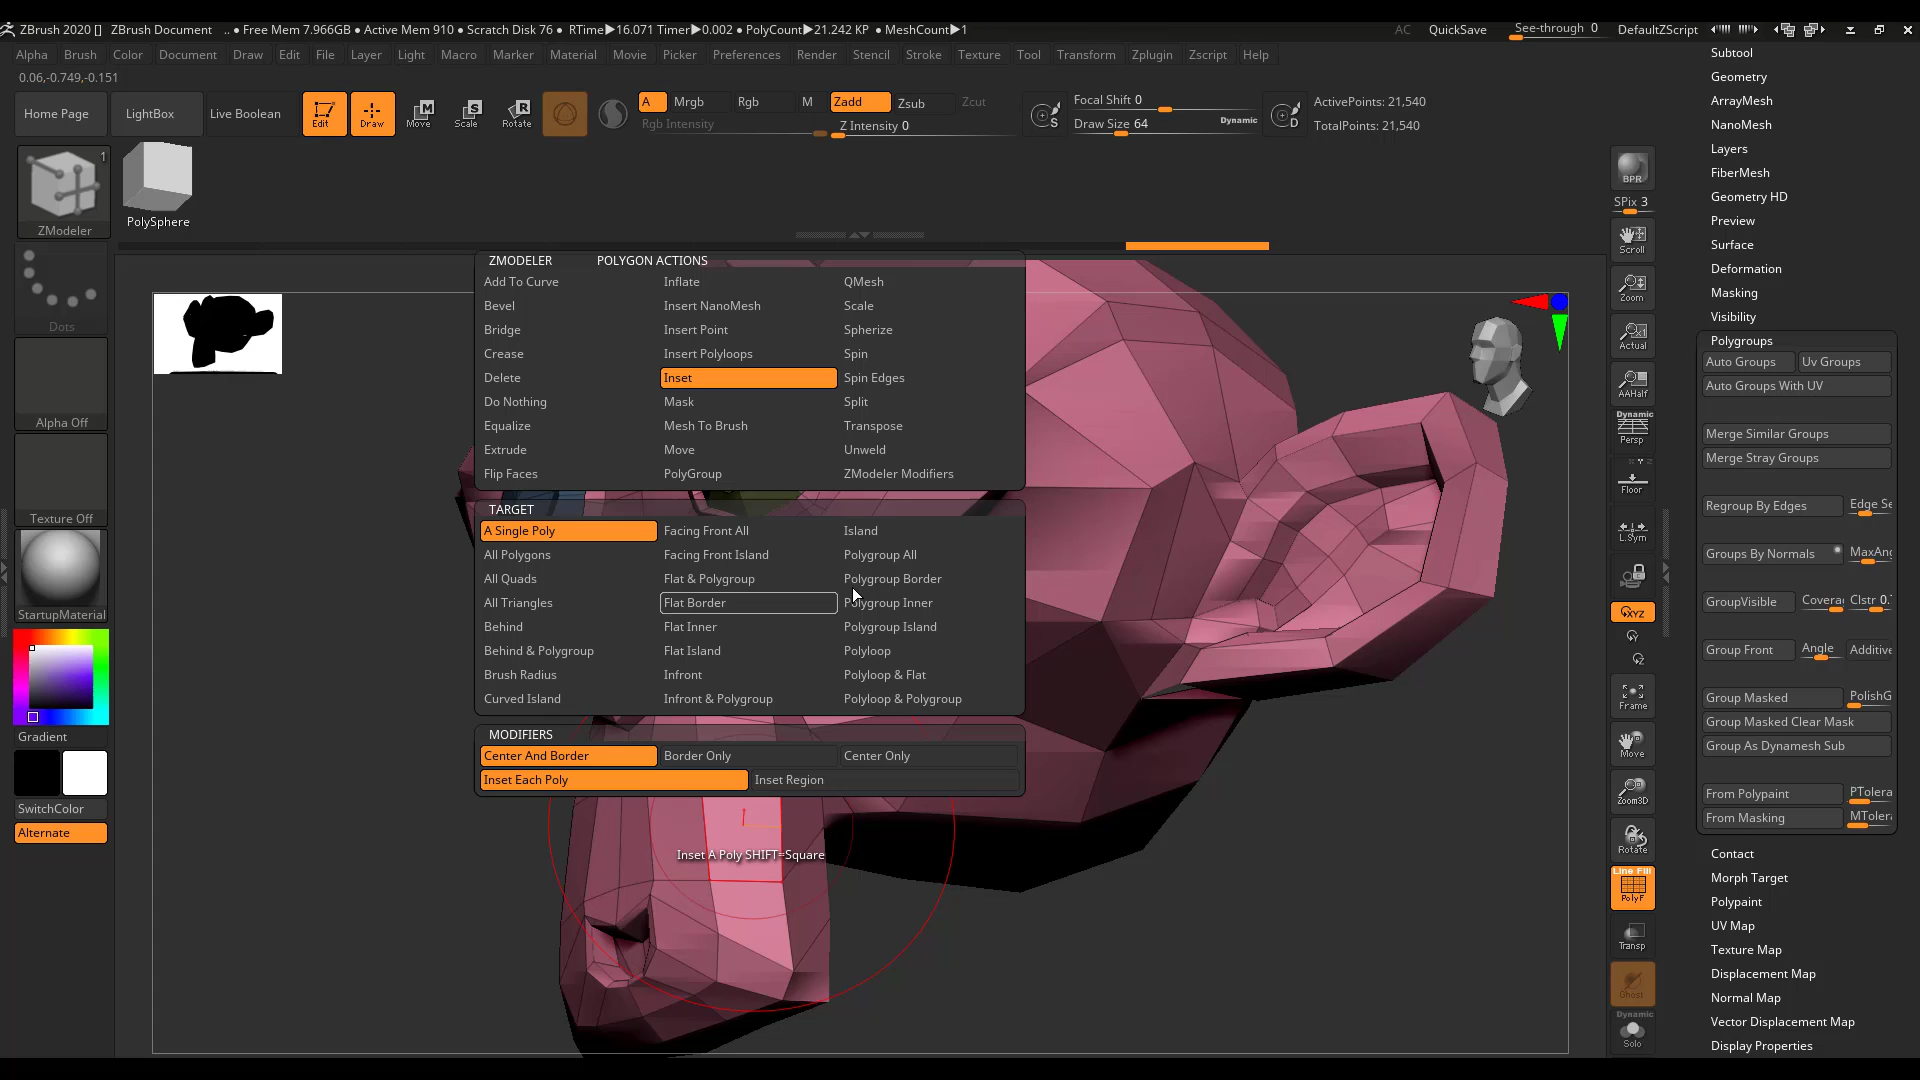 ZBrush 2020 [] ZBrush Document .. ● Free Mem 7.966GB ● Active Mem 910 ● Scratch Disk 76 ● RTime▶16.071 Timer▶0.002 ● PolyCount▶21.242 KP ● MeshCount▶1 AC QuickSave See-through 0 DefaultZScript
Alpha Brush Color Document Draw Edit File Layer Light Macro Marker Material Movie Picker Preferences Render Stencil Stroke Texture Tool Transform Zplugin Zscript Help
0.06,-0.749,-0.151
Home Page LightBox Live Boolean Edit Draw Move Scale Rotate
A Mrgb Rgb M Zadd Zsub Zcut
Rgb Intensity Z Intensity 0
S Focal Shift 0
Draw Size 64 Dynamic
D ActivePoints: 21,540
TotalPoints: 21,540
1
ZModeler
PolySphere
Dots
Alpha Off
Texture Off
StartupMaterial
Gradient
SwitchColor
Alternate
ZMODELER POLYGON ACTIONS
Add To Curve Inflate QMesh
Bevel Insert NanoMesh Scale
Bridge Insert Point Spherize
Crease Insert Polyloops Spin
Delete Inset Spin Edges
Do Nothing Mask Split
Equalize Mesh To Brush Transpose
Extrude Move Unweld
Flip Faces PolyGroup ZModeler Modifiers
TARGET
A Single Poly Facing Front All Island
All Polygons Facing Front Island Polygroup All
All Quads Flat & Polygroup Polygroup Border
All Triangles Flat Border Polygroup Inner
Behind Flat Inner Polygroup Island
Behind & Polygroup Flat Island Polyloop
Brush Radius Infront Polyloop & Flat
Curved Island Infront & Polygroup Polyloop & Polygroup
MODIFIERS
Center And Border Border Only Center Only
Inset Each Poly Inset Region
Inset A Poly SHIFT=Square
BPR
SPix 3
Scroll
Zoom
Actual
AAHalf
Dynamic
Persp
Floor
L.Sym
xyz
Frame
Move
Zoom3D
Rotate
Line Fill
PolyF
Transp
Ghost
Dynamic
Solo
Subtool
Geometry
ArrayMesh
NanoMesh
Layers
FiberMesh
Geometry HD
Preview
Surface
Deformation
Masking
Visibility
Polygroups
Auto Groups Uv Groups
Auto Groups With UV
Merge Similar Groups
Merge Stray Groups
Regroup By Edges Edge Se
Groups By Normals MaxAng
GroupVisible Covera Clstr 0.
Group Front Angle Additive
Group Masked PolishG
Group Masked Clear Mask
Group As Dynamesh Sub
From Polypaint PTolera
From Masking MTolera
Contact
Morph Target
Polypaint
UV Map
Texture Map
Displacement Map
Normal Map
Vector Displacement Map
Display Properties